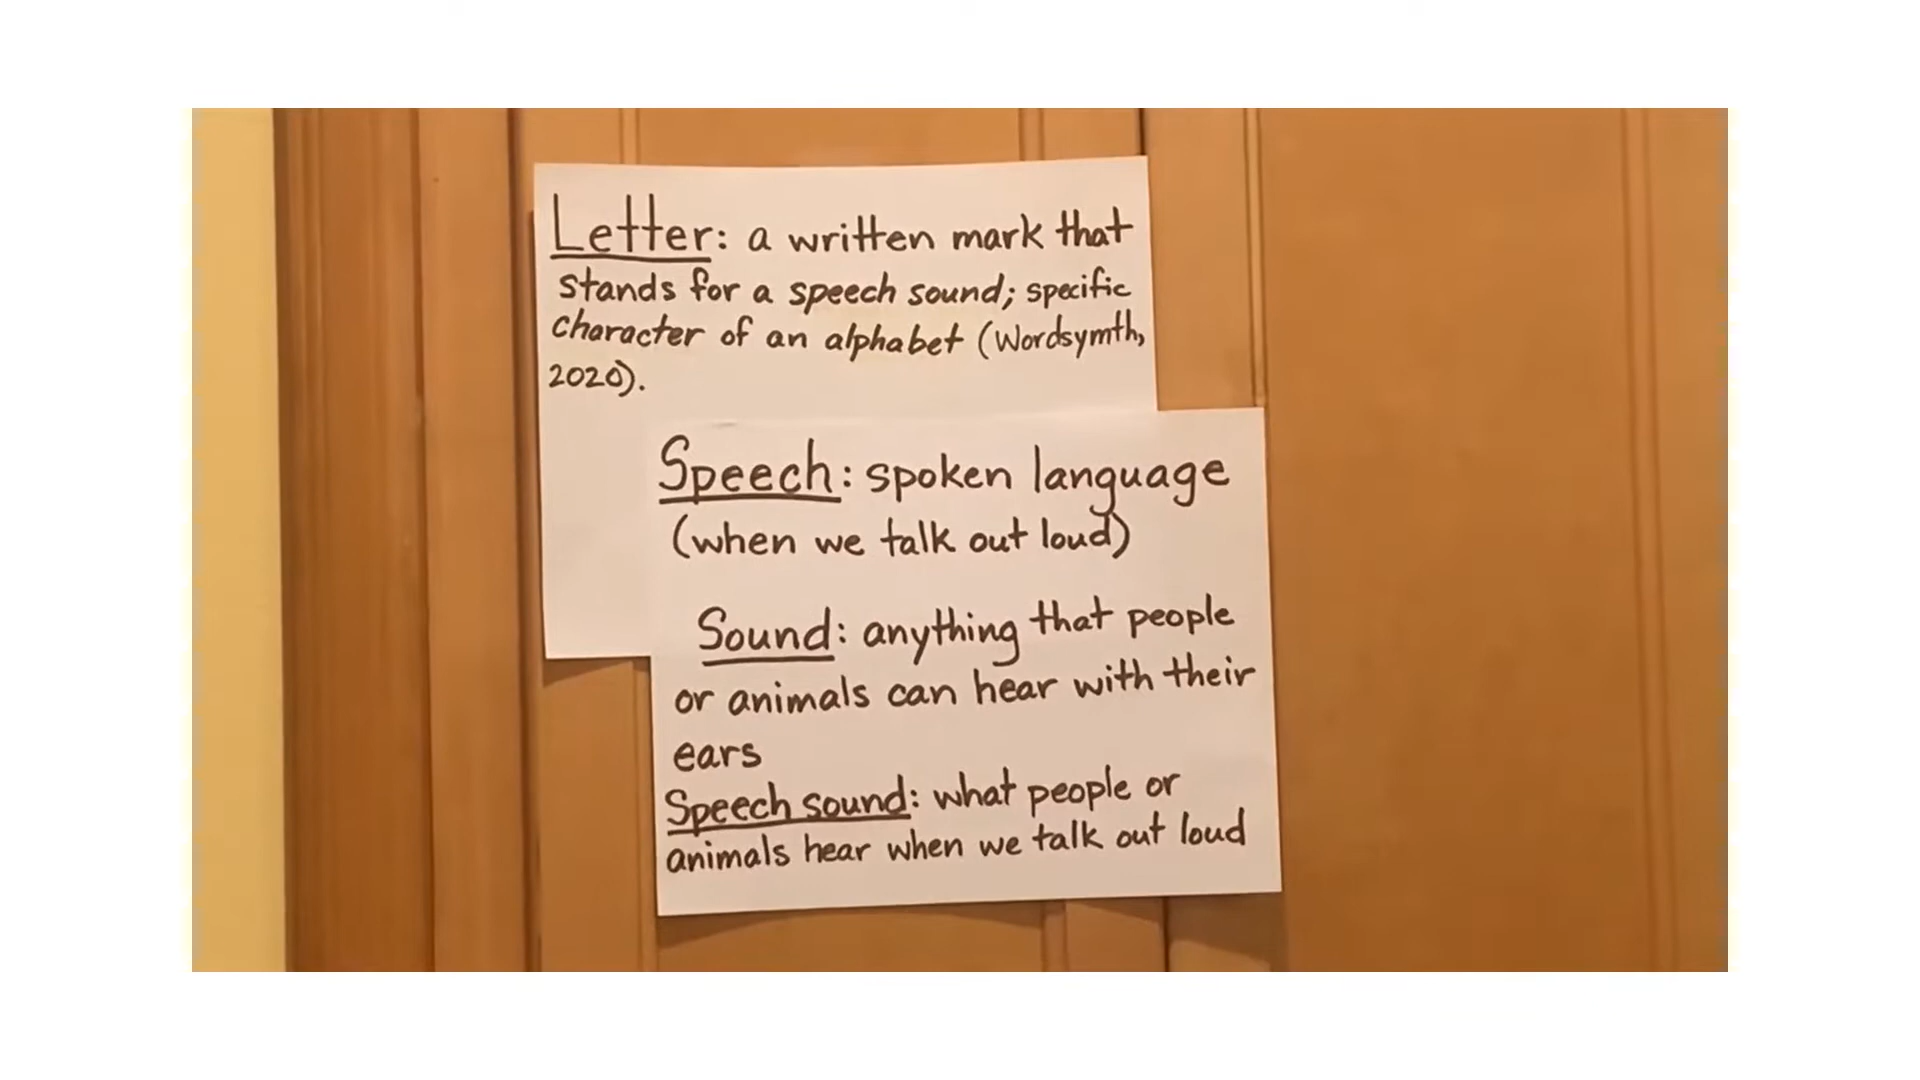 Letter: a written mark that
stands for a speech sound; specific
character of an alphabet (Wordsymth,
2020).
Speech: spoken language
(when we talk out loud)
Sound: anything that people
or animals can hear with their
ears
Speech sound: what people or
animals hear when we talk out loud